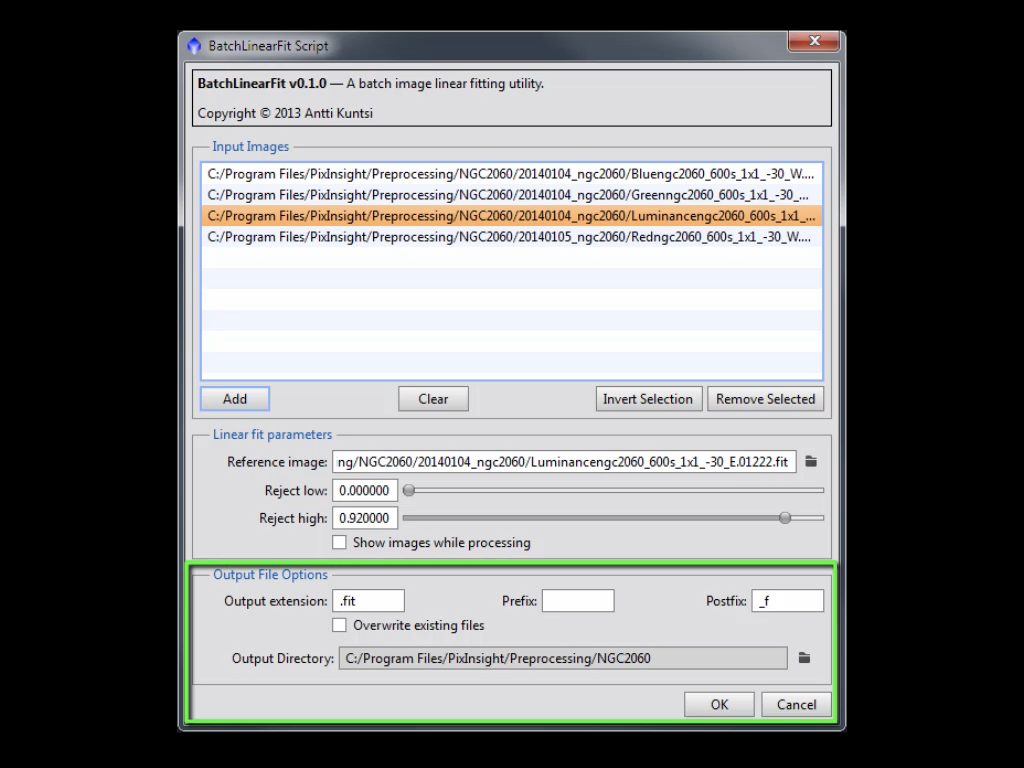 BatchLinearFit Script
BatchLinearFit v0.1.0 — A batch image linear fitting utility.
Copyright © 2013 Antti Kuntsi
Input Images
C:/Program Files/PixInsight/Preprocessing/NGC2060/20140104_ngc2060/Bluengc2060_600s_1x1_-30_W....
C:/Program Files/PixInsight/Preprocessing/NGC2060/20140104_ngc2060/Greenngc2060_600s_1x1_-30_...
C:/Program Files/PixInsight/Preprocessing/NGC2060/20140104_ngc2060/Luminancengc2060_600s_1x1_...
C:/Program Files/PixInsight/Preprocessing/NGC2060/20140105_ngc2060/Redngc2060_600s_1x1_-30_W....
Add Clear Invert Selection Remove Selected
Linear fit parameters
Reference image: ng/NGC2060/20140104_ngc2060/Luminancengc2060_600s_1x1_-30_E.01222.fit
Reject low: 0.000000
Reject high: 0.920000
Show images while processing
Output File Options
Output extension: .fit Prefix: Postfix: _f
Overwrite existing files
Output Directory: C:/Program Files/PixInsight/Preprocessing/NGC2060
OK Cancel